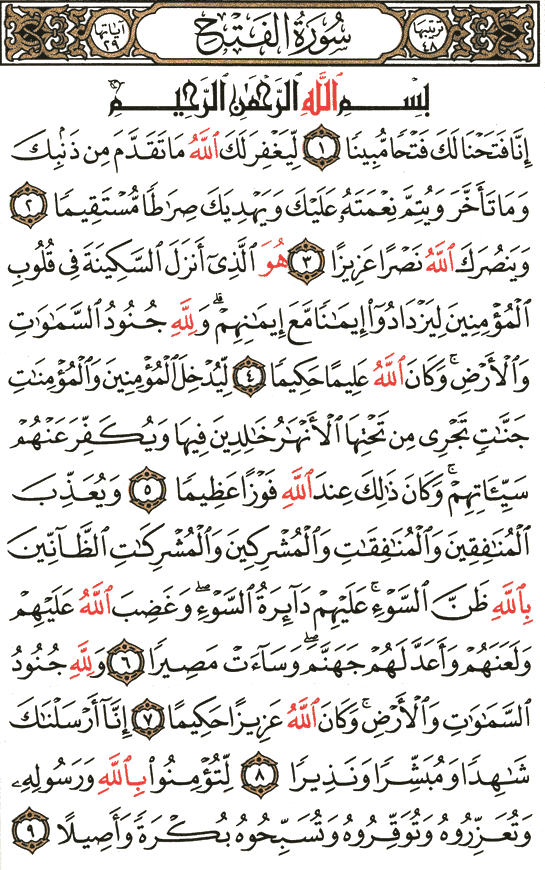 ترتيبها ٤٨ سُورَةُ الْفَتْحِ آياتها ٢٩
بِسْمِ ٱللَّهِ ٱلرَّحْمَٰنِ ٱلرَّحِيمِ
إِنَّا فَتَحْنَا لَكَ فَتْحًا مُّبِينًا ١ لِّيَغْفِرَ لَكَ ٱللَّهُ مَا تَقَدَّمَ مِن ذَنۢبِكَ
وَمَا تَأَخَّرَ وَيُتِمَّ نِعْمَتَهُۥ عَلَيْكَ وَيَهْدِيَكَ صِرَٰطًا مُّسْتَقِيمًا ٢
وَيَنصُرَكَ ٱللَّهُ نَصْرًا عَزِيزًا ٣ هُوَ ٱلَّذِىٓ أَنزَلَ ٱلسَّكِينَةَ فِى قُلُوبِ
ٱلْمُؤْمِنِينَ لِيَزْدَادُوٓا۟ إِيمَٰنًا مَّعَ إِيمَٰنِهِمْ ۗ وَلِلَّهِ جُنُودُ ٱلسَّمَٰوَٰتِ
وَٱلْأَرْضِ ۚ وَكَانَ ٱللَّهُ عَلِيمًا حَكِيمًا ٤ لِّيُدْخِلَ ٱلْمُؤْمِنِينَ وَٱلْمُؤْمِنَٰتِ
جَنَّٰتٍ تَجْرِى مِن تَحْتِهَا ٱلْأَنْهَٰرُ خَٰلِدِينَ فِيهَا وَيُكَفِّرَ عَنْهُمْ
سَيِّـَٔاتِهِمْ ۚ وَكَانَ ذَٰلِكَ عِندَ ٱللَّهِ فَوْزًا عَظِيمًا ٥ وَيُعَذِّبَ
ٱلْمُنَٰفِقِينَ وَٱلْمُنَٰفِقَٰتِ وَٱلْمُشْرِكِينَ وَٱلْمُشْرِكَٰتِ ٱلظَّآنِّينَ
بِٱللَّهِ ظَنَّ ٱلسَّوْءِ ۚ عَلَيْهِمْ دَآئِرَةُ ٱلسَّوْءِ ۖ وَغَضِبَ ٱللَّهُ عَلَيْهِمْ
وَلَعَنَهُمْ وَأَعَدَّ لَهُمْ جَهَنَّمَ ۖ وَسَآءَتْ مَصِيرًا ٦ وَلِلَّهِ جُنُودُ
ٱلسَّمَٰوَٰتِ وَٱلْأَرْضِ ۚ وَكَانَ ٱللَّهُ عَزِيزًا حَكِيمًا ٧ إِنَّآ أَرْسَلْنَٰكَ
شَٰهِدًا وَمُبَشِّرًا وَنَذِيرًا ٨ لِّتُؤْمِنُوا۟ بِٱللَّهِ وَرَسُولِهِۦ
وَتُعَزِّرُوهُ وَتُوَقِّرُوهُ وَتُسَبِّحُوهُ بُكْرَةً وَأَصِيلًا ٩